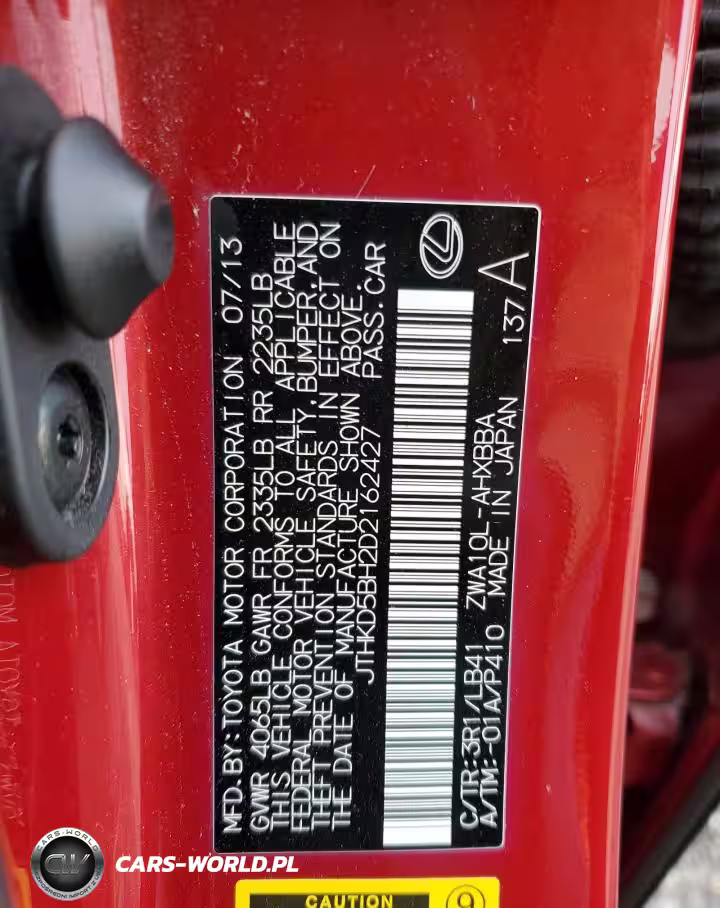 MFD.BY:TOYOTA MOTOR CORPORATION 07/13
GVWR 4065LB GAWR FR 2335LB RR 2235LB
THIS VEHICLE CONFORMS TO ALL APPLICABLE
FEDERAL MOTOR VEHICLE SAFETY,BUMPER,AND
THEFT PREVENTION STANDARDS IN EFFECT ON
THE DATE OF MANUFACTURE SHOWN ABOVE.
JTHKD5BH2D2162427 PASS.CAR
C/TR:3R1/LB41 ZWA10L-AHXBBA 137 A
A/TM:-01A/P410 MADE IN JAPAN
CAUTION
CARS-WORLD.PL
CARS-WORLD
CW